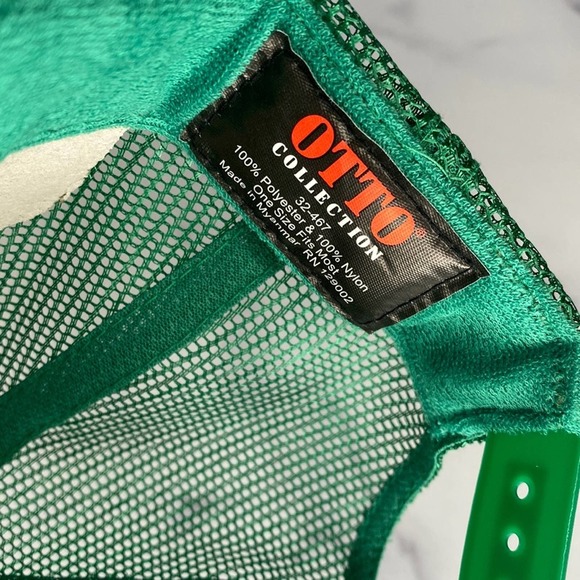 OTTO®
COLLECTION
32-467
100% Polyester & 100% Nylon
One Size Fits Most
Made in Myanmar RN 129002